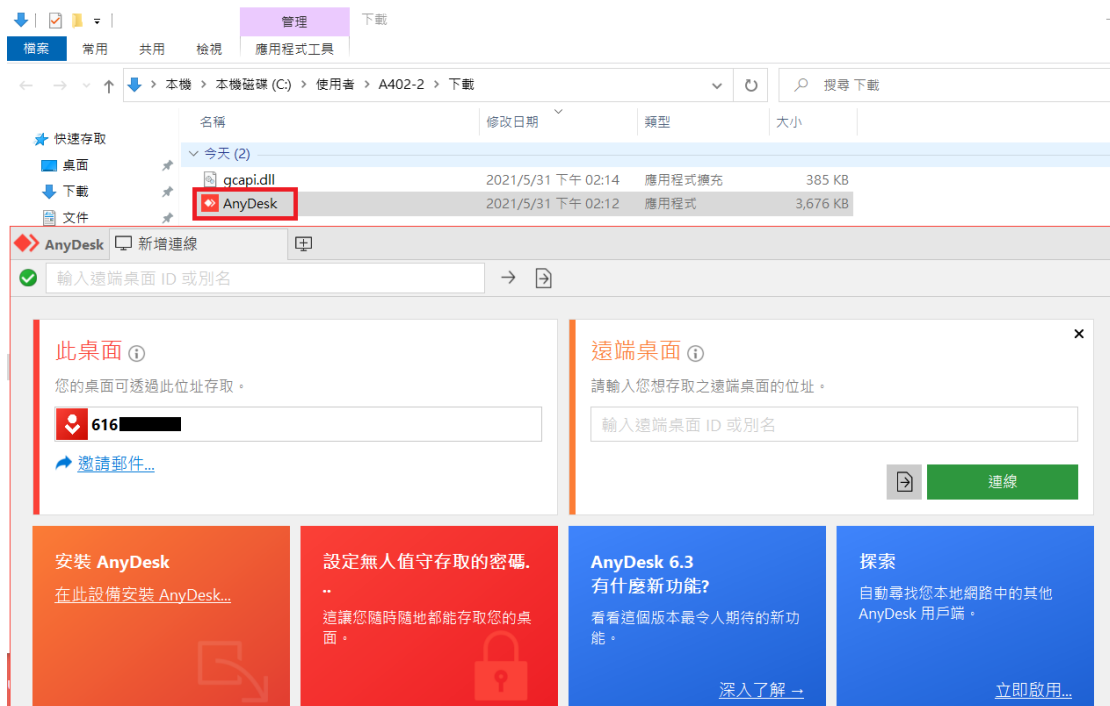 管理
下載
檔案 常用 共用 檢視 應用程式工具
本機 > 本機磁碟 (C:) > 使用者 > A402-2 > 下載
搜尋 下載
名稱 修改日期 類型 大小
快速存取
桌面
下載
文件
今天 (2)
gcapi.dll 2021/5/31 下午 02:14 應用程式擴充 385 KB
AnyDesk 2021/5/31 下午 02:12 應用程式 3,676 KB
AnyDesk 新增連線
輸入遠端桌面 ID 或別名
此桌面
您的桌面可透過此位址存取。
616
邀請郵件...
遠端桌面
請輸入您想存取之遠端桌面的位址。
輸入遠端桌面 ID 或別名
連線
安裝 AnyDesk
在此設備安裝 AnyDesk...
設定無人值守存取的密碼.
..
這讓您隨時隨地都能存取您的桌
面。
AnyDesk 6.3
有什麼新功能?
看看這個版本最令人期待的新功
能。
深入了解 →
探索
自動尋找您本地網路中的其他
AnyDesk 用戶端。
立即啟用...